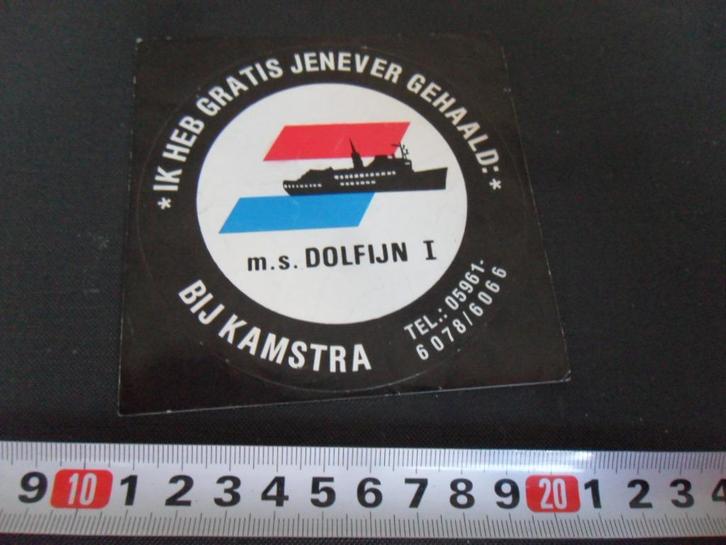 * IK HEB GRATIS JENEVER GEHAALD: *
m.s. DOLFIJN I
BIJ KAMSTRA
TEL.: 05961-
6078/6066
9 10 1 2 3 4 5 6 7 8 9 20 1 2 3 4